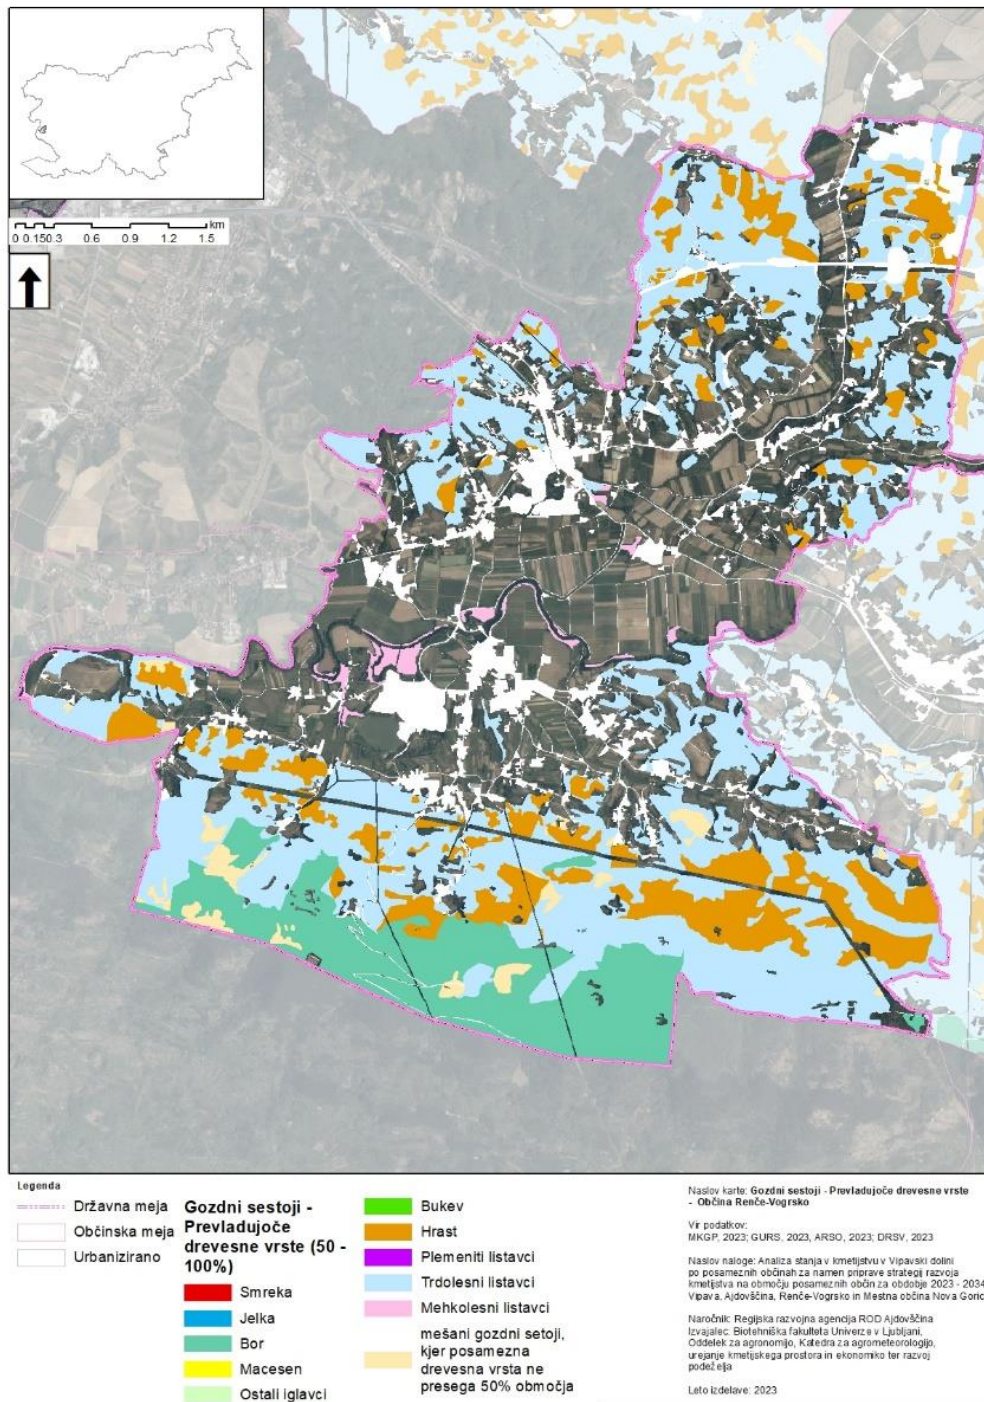 km
0 0.15 0.3 0.6 0.9 1.2 1.5
Legenda
Državna meja
Občinska meja
Urbanizirano
Gozdni sestoji -
Prevladujoče
drevesne vrste (50 -
100%)
Smreka
Jelka
Bor
Macesen
Ostali iglavci
Bukev
Hrast
Plemeniti listavci
Trdolesni listavci
Mehkolesni listavci
mešani gozdni setoji,
kjer posamezna
drevesna vrsta ne
presega 50% območja
Naslov karte: Gozdni sestoji - Prevladujoče drevesne vrste
- Občina Renče-Vogrsko
Vir podatkov:
MKGP, 2023; GURS, 2023, ARSO, 2023; DRSV, 2023
Naslov naloge: Analiza stanja v kmetijstvu v Vipavski dolini
po posameznih občinah za namen priprave strategij razvoja
kmetijstva na območju posameznih občin za obdobje 2023 - 2034
Vipava, Ajdovščina, Renče-Vogrsko in Mestna občina Nova Goric
Naročnik: Regijska razvojna agencija ROD Ajdovščina
Izvajalec: Biotehniška fakulteta Univerze v Ljubljani,
Oddelek za agronomijo, Katedra za agrometeorologijo,
urejanje kmetijskega prostora in ekonomiko ter razvoj
podeželja
Leto izdelave: 2023